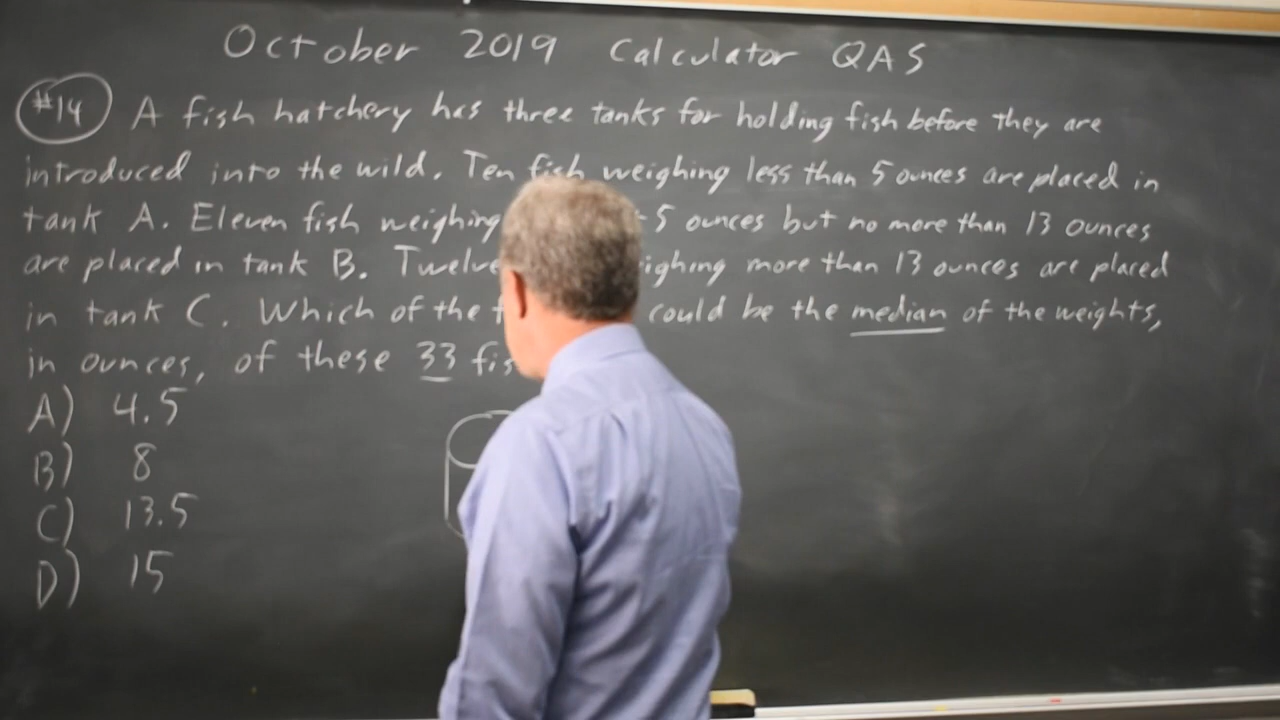 October 2019 Calculator QAS
#14 A fish hatchery has three tanks for holding fish before they are
introduced into the wild. Ten fish weighing less than 5 ounces are placed in
tank A. Eleven fish weighing 5 ounces but no more than 13 ounces
are placed in tank B. Twelve ighing more than 13 ounces are placed
in tank C. Which of the could be the median of the weights,
in ounces, of these 33 fis
A) 4.5
B) 8
C) 13.5
D) 15